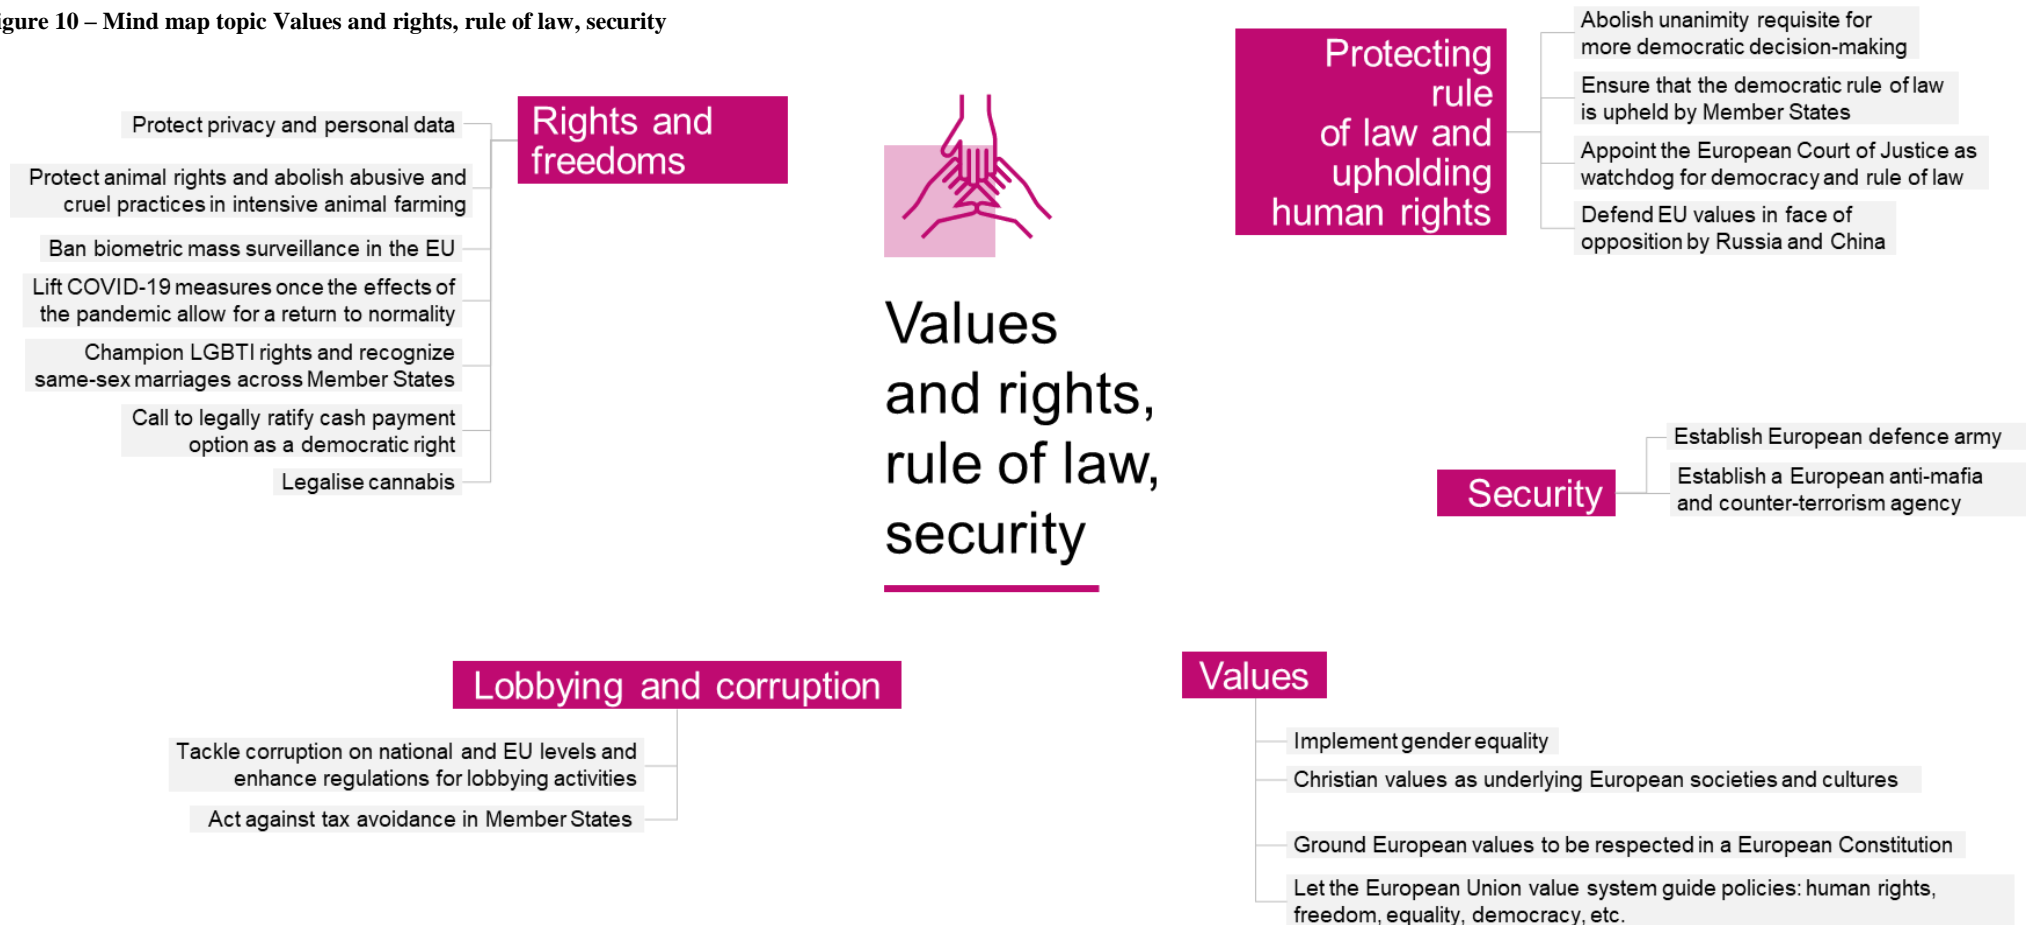 igure 10 – Mind map topic Values and rights, rule of law, security
Rights and
freedoms
Protect privacy and personal data
Protect animal rights and abolish abusive and
cruel practices in intensive animal farming
Ban biometric mass surveillance in the EU
Lift COVID-19 measures once the effects of
the pandemic allow for a return to normality
Champion LGBTI rights and recognize
same-sex marriages across Member States
Call to legally ratify cash payment
option as a democratic right
Legalise cannabis
Values
and rights,
rule of law,
security
Protecting
rule
of law and
upholding
human rights
Abolish unanimity requisite for
more democratic decision-making
Ensure that the democratic rule of law
is upheld by Member States
Appoint the European Court of Justice as
watchdog for democracy and rule of law
Defend EU values in face of
opposition by Russia and China
Security
Establish European defence army
Establish a European anti-mafia
and counter-terrorism agency
Lobbying and corruption
Tackle corruption on national and EU levels and
enhance regulations for lobbying activities
Act against tax avoidance in Member States
Values
Implement gender equality
Christian values as underlying European societies and cultures
Ground European values to be respected in a European Constitution
Let the European Union value system guide policies: human rights,
freedom, equality, democracy, etc.